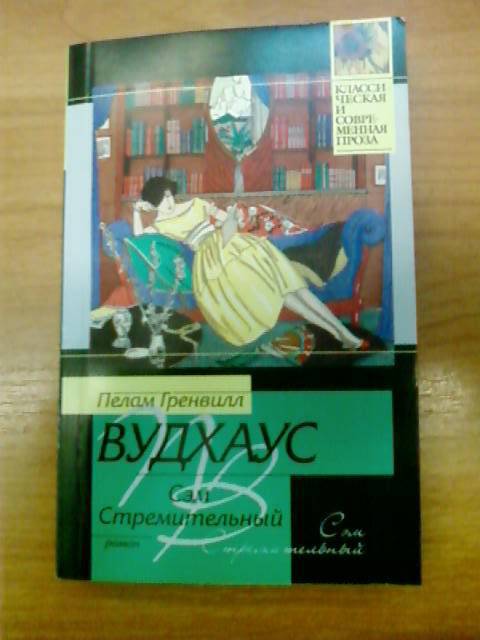 КЛАССИ
ЧЕСКАЯ
И
СОВРЕ-
МЕННАЯ
ПРОЗА
Пелам Гренвилл
ВУДХАУС
Сэм
Стремительный
роман
Сэм
Стремительный